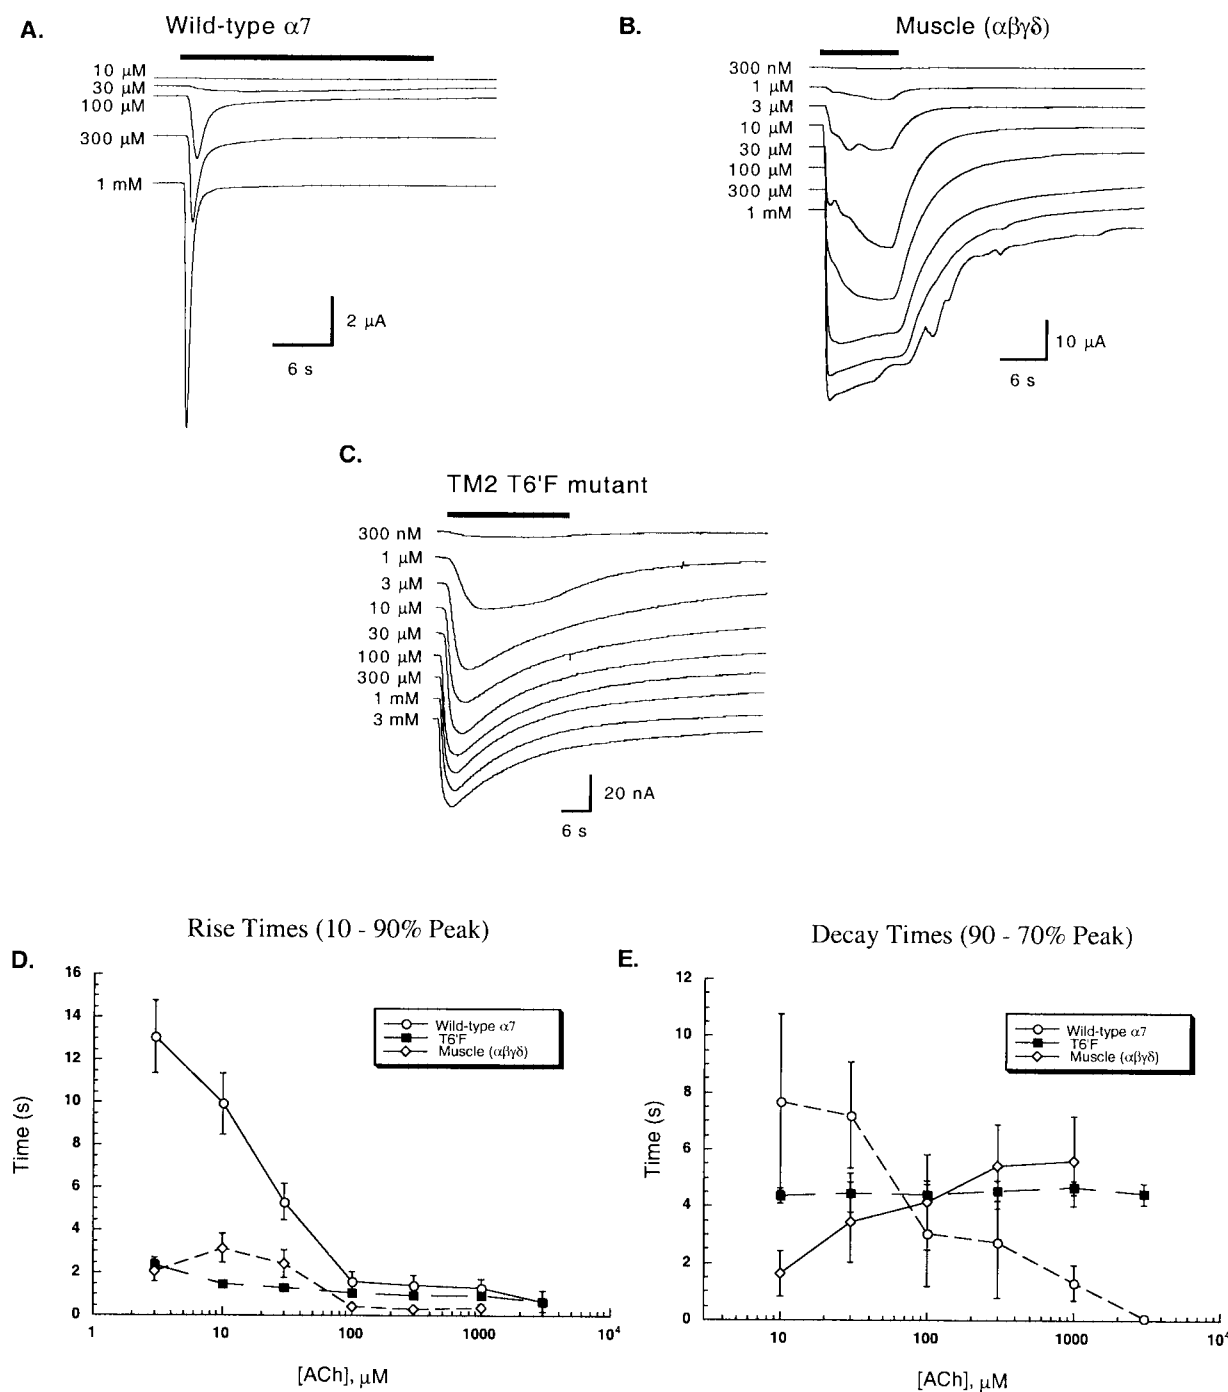 A.
Wild-type α7
10 µM
30 µM
100 µM
300 µM
1 mM
2 µA
6 s
B.
Muscle (αβγδ)
300 nM
1 µM
3 µM
10 µM
30 µM
100 µM
300 µM
1 mM
10 µA
6 s
C.
TM2 T6'F mutant
300 nM
1 µM
3 µM
10 µM
30 µM
100 µM
300 µM
1 mM
3 mM
20 nA
6 s
D.
Rise Times (10 - 90% Peak)
16
14
12
10
8
6
4
2
0
Time (s)
Wild-type α7
T6'F
Muscle (αβγδ)
1
10
100
1000
10⁴
[ACh], µM
E.
Decay Times (90 - 70% Peak)
12
10
8
6
4
2
0
Time (s)
Wild-type α7
T6'F
Muscle (αβγδ)
10
100
1000
10⁴
[ACh], µM